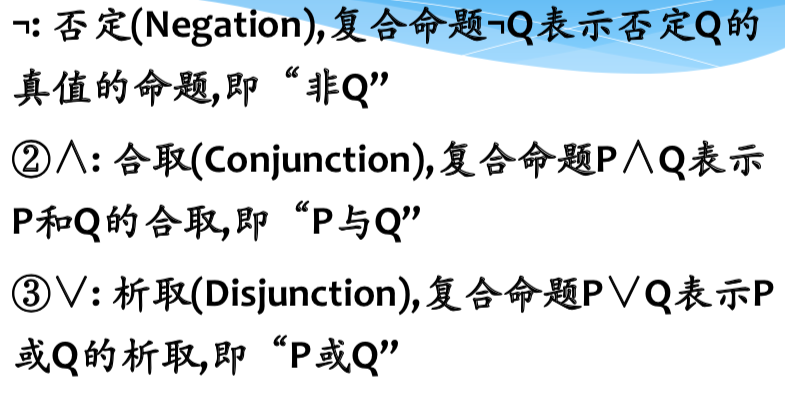 ¬: 否定(Negation),复合命题¬Q表示否定Q的
真值的命题,即“非Q”
②∧: 合取(Conjunction),复合命题P∧Q表示
P和Q的合取,即“P与Q”
③∨: 析取(Disjunction),复合命题P∨Q表示P
或Q的析取,即“P或Q”